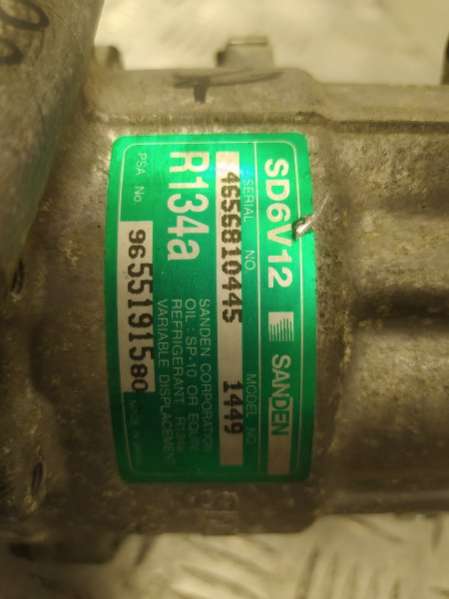 SD6V12 SANDEN
SERIAL NO. MODEL NO.
4656810445 1449
R134a
SANDEN CORPORATION
OIL : SP-10 OR EQUIV
REFRIGERANT : R134a
VARIABLE DISPLACEMENT
PSA No. 9655191580